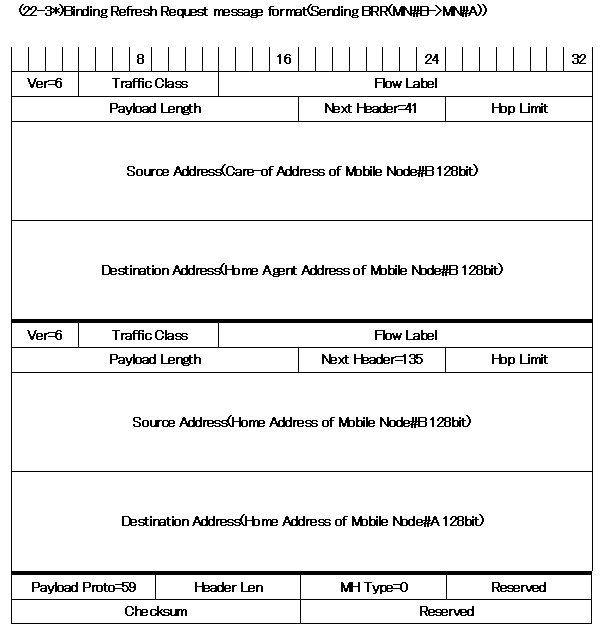 (22-3*)Binding Refresh Request message format(Sending BRR(MN#B->MN#A))
8 16 24 32
Ver=6 Traffic Class Flow Label
Payload Length Next Header=41 Hop Limit
Source Address(Care-of Address of Mobile Node#B 128bit)
Destination Address(Home Agent Address of Mobile Node#B 128bit)
Ver=6 Traffic Class Flow Label
Payload Length Next Header=135 Hop Limit
Source Address(Home Address of Mobile Node#B 128bit)
Destination Address(Home Address of Mobile Node#A 128bit)
Payload Proto=59 Header Len MH Type=0 Reserved
Checksum Reserved